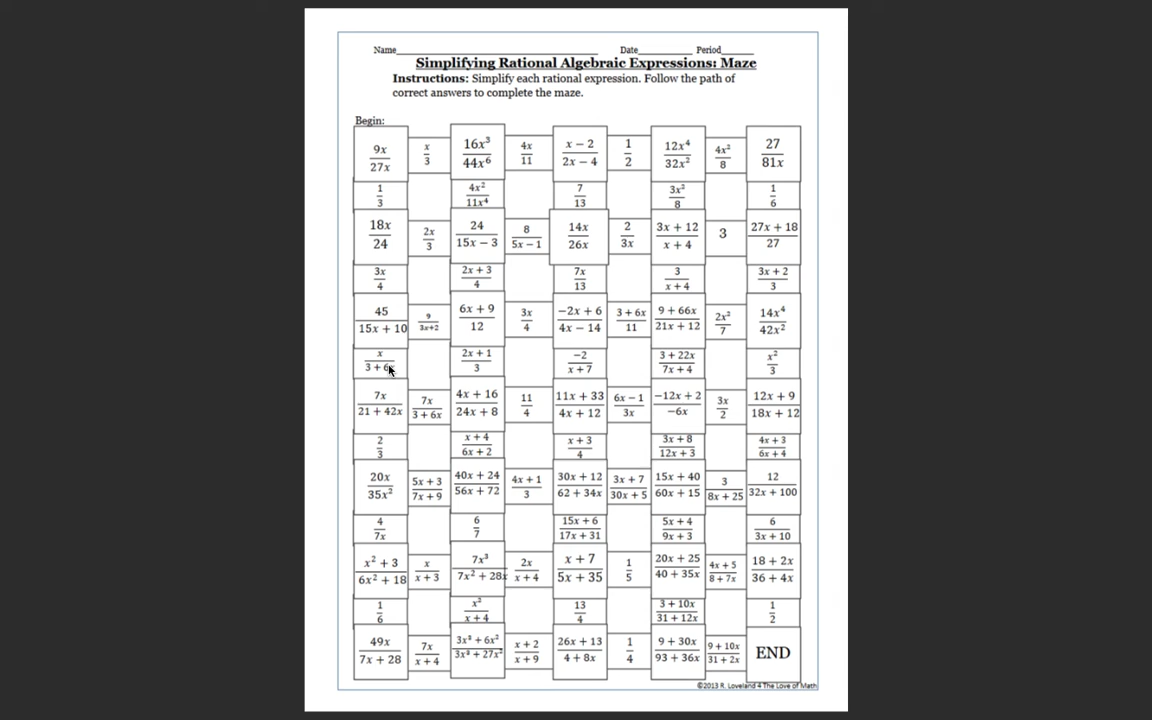 Name____________________ Date__________ Period______
Simplifying Rational Algebraic Expressions: Maze
Instructions: Simplify each rational expression. Follow the path of
correct answers to complete the maze.
Begin:
9x/27x x/3 16x³/44x⁶ 4x/11 x − 2/2x − 4 1/2 12x⁴/32x² 4x²/8 27/81x
1/3 4x²/11x⁴ 7/13 3x²/8 1/6
18x/24 2x/3 24/15x − 3 8/5x − 1 14x/26x 2/3x 3x + 12/x + 4 3 27x + 18/27
3x/4 2x + 3/4 7x/13 3/x + 4 3x + 2/3
45/15x + 10 9/3x+2 6x + 9/12 3x/4 −2x + 6/4x − 14 3 + 6x/11 9 + 66x/21x + 12 2x²/7 14x⁴/42x²
x/3 + 6x 2x + 1/3 −2/x + 7 3 + 22x/7x + 4 x²/3
7x/21 + 42x 7x/3 + 6x 4x + 16/24x + 8 11/4 11x + 33/4x + 12 6x − 1/3x −12x + 2/−6x 3x/2 12x + 9/18x + 12
2/3 x + 4/6x + 2 x + 3/4 3x + 8/12x + 3 4x + 3/6x + 4
20x/35x² 5x + 3/7x + 9 40x + 24/56x + 72 4x + 1/3 30x + 12/62 + 34x 3x + 7/30x + 5 15x + 40/60x + 15 3/8x + 25 12/32x + 100
4/7x 6/7 15x + 6/17x + 31 5x + 4/9x + 3 6/3x + 10
x² + 3/6x² + 18 x/x + 3 7x³/7x² + 28x 2x/x + 4 x + 7/5x + 35 1/5 20x + 25/40 + 35x 4x + 5/8 + 7x 18 + 2x/36 + 4x
1/6 x²/x + 4 13/4 3 + 10x/31 + 12x 1/2
49x/7x + 28 7x/x + 4 3x³ + 6x²/3x³ + 27x² x + 2/x + 9 26x + 13/4 + 8x 1/4 9 + 30x/93 + 36x 9 + 10x/31 + 2x END
©2013 R. Loveland 4 The Love of Math